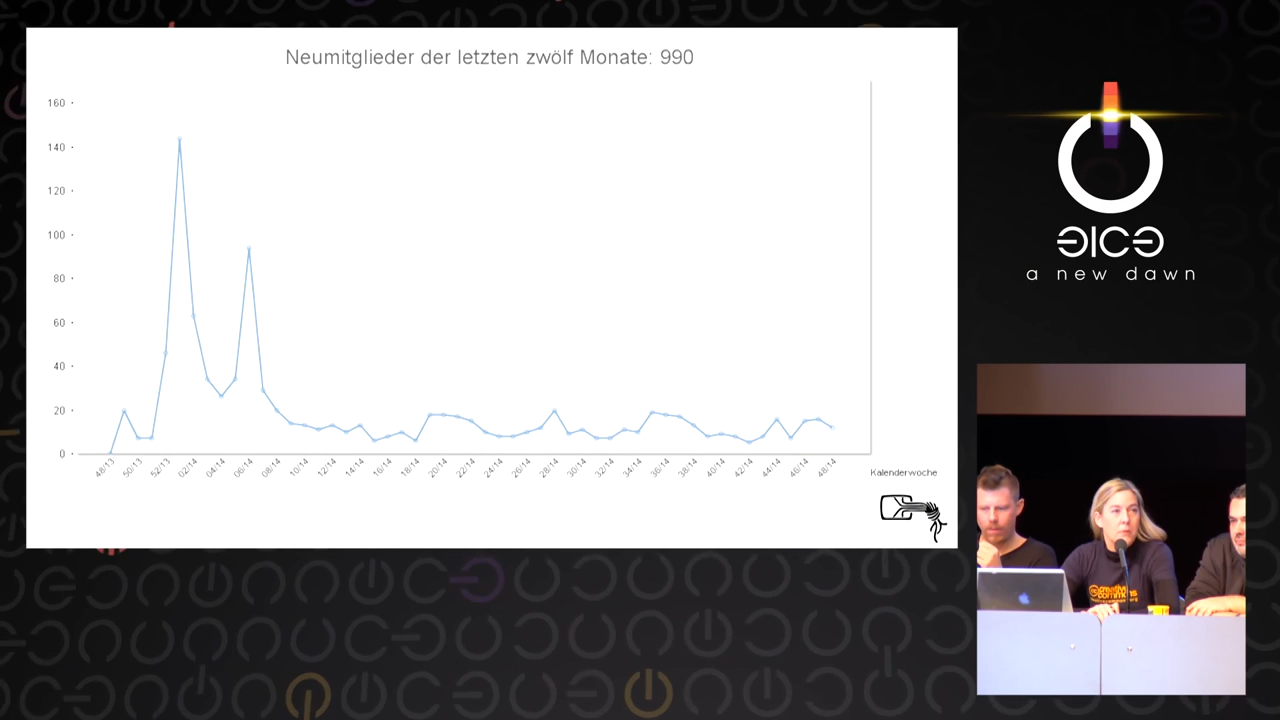 Neumitglieder der letzten zwölf Monate: 990
160
140
120
100
80
60
40
20
0
48/13 50/13 52/13 02/14 04/14 06/14 08/14 10/14 12/14 14/14 16/14 18/14 20/14 22/14 24/14 26/14 28/14 30/14 32/14 34/14 36/14 38/14 40/14 42/14 44/14 46/14 48/14
Kalenderwoche
a new dawn
creative
commons